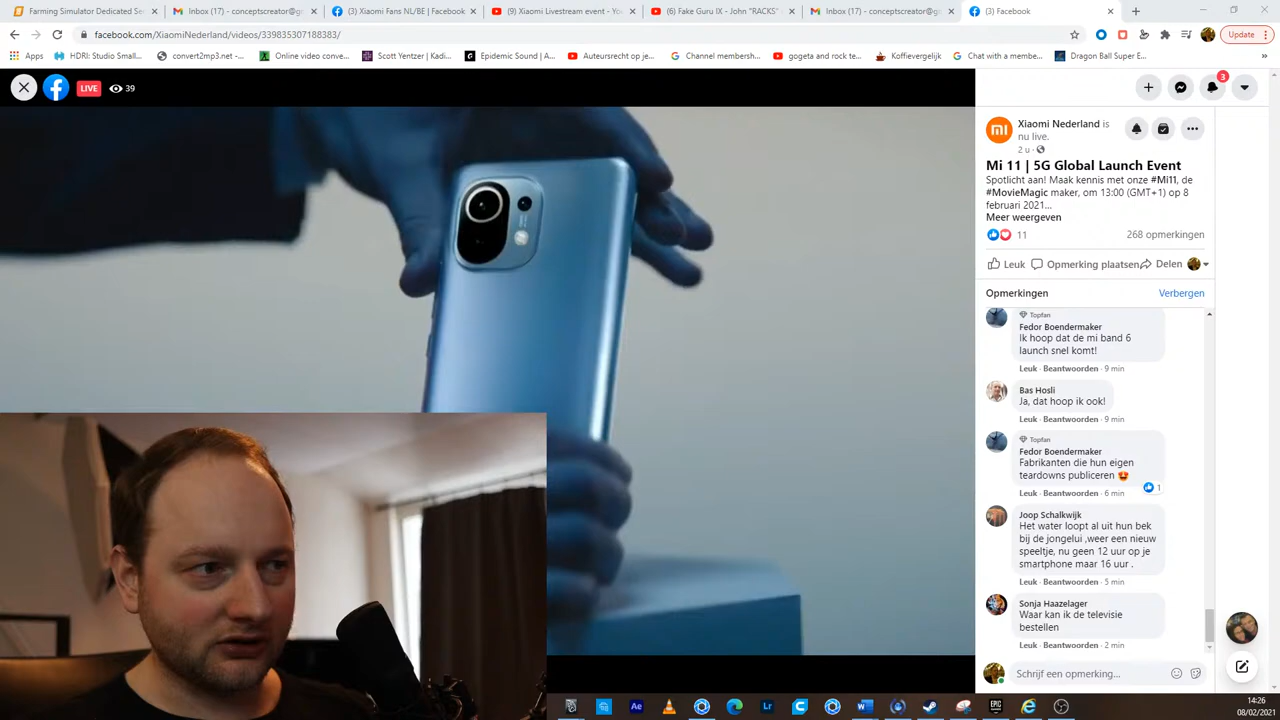 Farming Simulator Dedicated Serv
Inbox (17) - conceptscreator@g
(3) Xiaomi Fans NL/BE | Facebook
(9) Xiaomi Livestream event - You
(6) Fake Guru IX - John "RACKS"
Inbox (17) - conceptscreator@g
(3) Facebook
facebook.com/XiaomiNederland/videos/339835307188383/
Update
Apps
HDRI: Studio Small...
convert2mp3.net -...
Online video conve...
Scott Yentzer | Ad...
Epidemic Sound | A...
Auteursrecht op je...
Channel membersh...
gogeta and rock te...
Koffievergelijk
Chat with a membe...
Dragon Ball Super E...
LIVE
39
3
Xiaomi Nederland is
nu live.
2 u
Mi 11 | 5G Global Launch Event
Spotlicht aan! Maak kennis met onze #Mi11, de
#MovieMagic maker, om 13:00 (GMT+1) op 8
februari 2021...
Meer weergeven
11
268 opmerkingen
Leuk
Opmerking plaatsen
Delen
Opmerkingen
Verbergen
Topfan
Fedor Boendermaker
Ik hoop dat de mi band 6
launch snel komt!
Leuk · Beantwoorden · 9 min
Bas Hosli
Ja, dat hoop ik ook!
Leuk · Beantwoorden · 9 min
Topfan
Fedor Boendermaker
Fabrikanten die hun eigen
teardowns publiceren
1
Leuk · Beantwoorden · 6 min
Joop Schalkwijk
Het water loopt al uit hun bek
bij de jongelui ,weer een nieuw
speeltje, nu geen 12 uur op je
smartphone maar 16 uur .
Leuk · Beantwoorden · 5 min
Sonja Haazelager
Waar kan ik de televisie
bestellen
Leuk · Beantwoorden · 2 min
Schrijf een opmerking...
14:26
08/02/2021